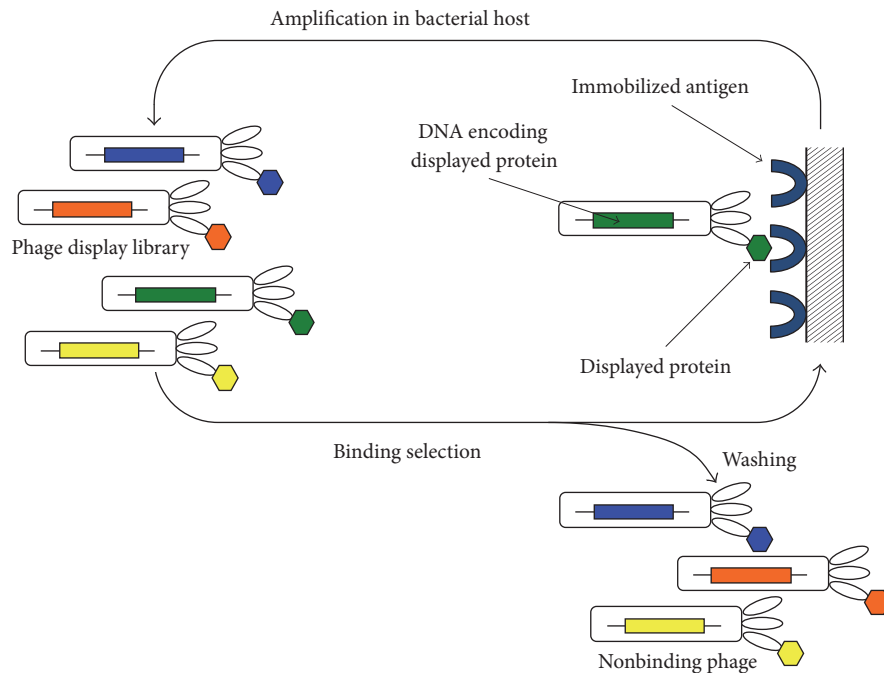 Amplification in bacterial host
Immobilized antigen
DNA encoding
displayed protein
Phage display library
Displayed protein
Binding selection
Washing
Nonbinding phage